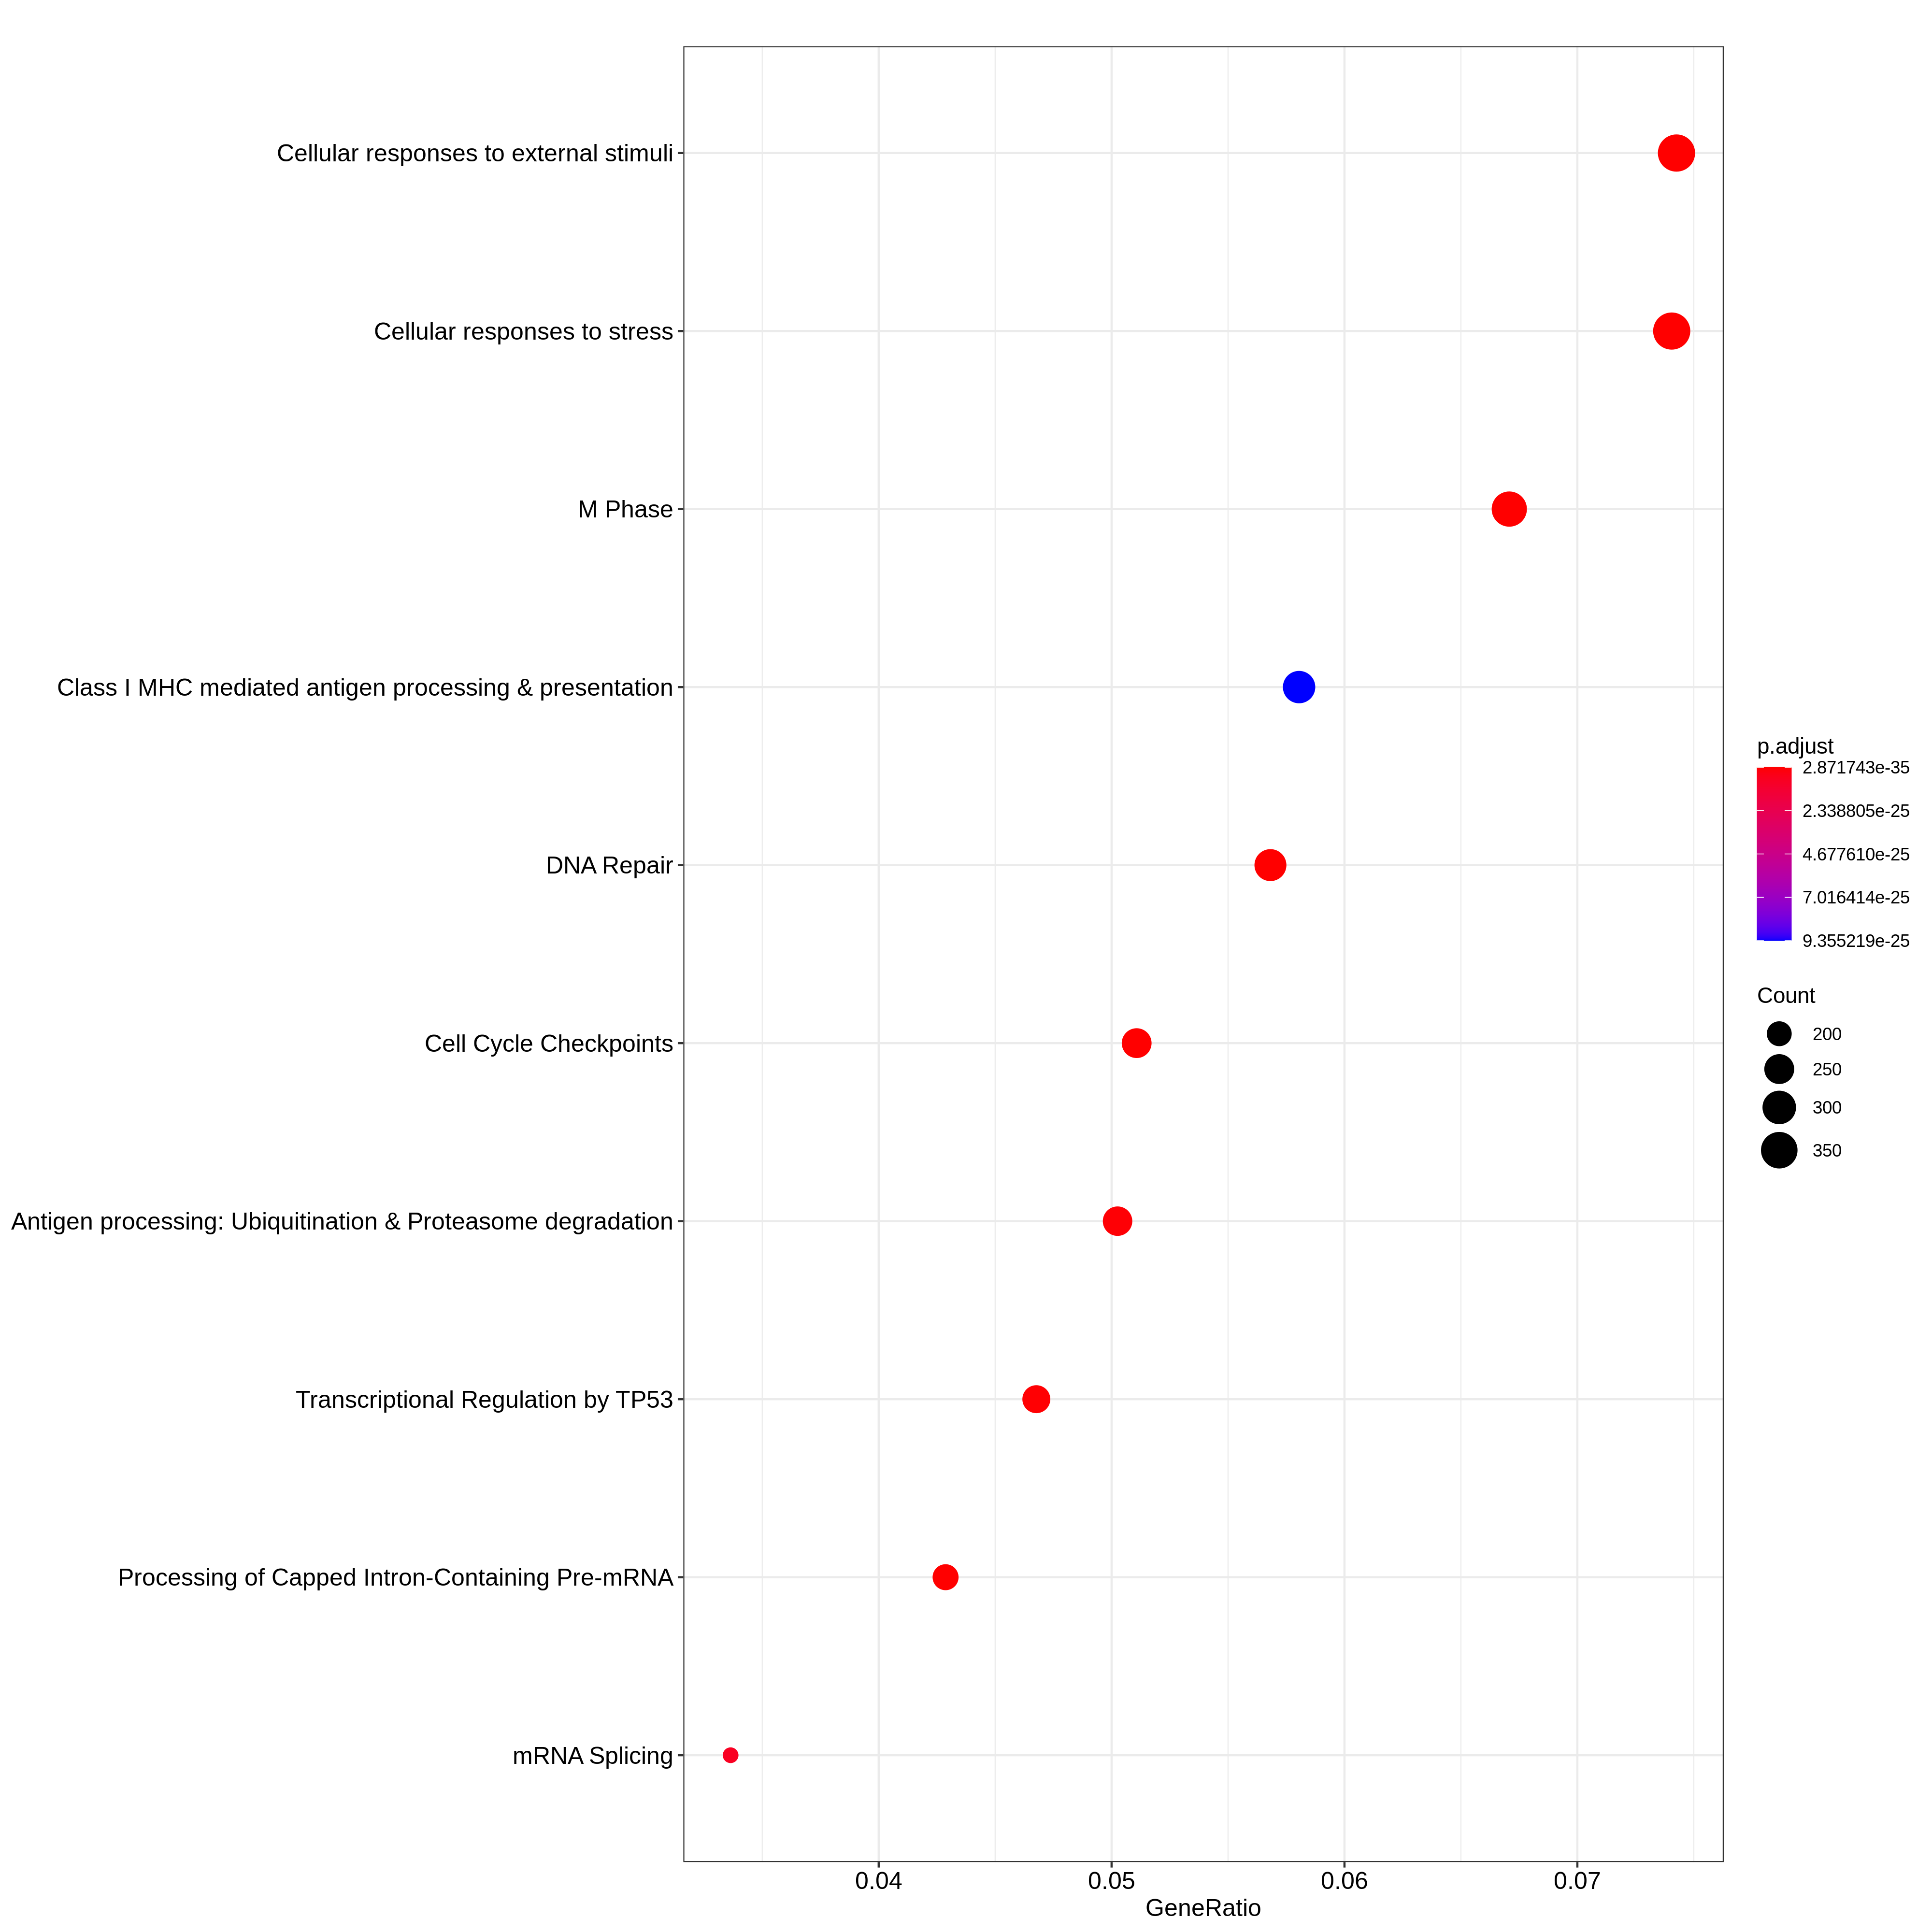 Cellular responses to external stimuli
Cellular responses to stress
M Phase
Class I MHC mediated antigen processing & presentation
DNA Repair
Cell Cycle Checkpoints
Antigen processing: Ubiquitination & Proteasome degradation
Transcriptional Regulation by TP53
Processing of Capped Intron-Containing Pre-mRNA
mRNA Splicing
0.04 0.05 0.06 0.07
GeneRatio
p.adjust
2.871743e-35
2.338805e-25
4.677610e-25
7.016414e-25
9.355219e-25
Count
200
250
300
350